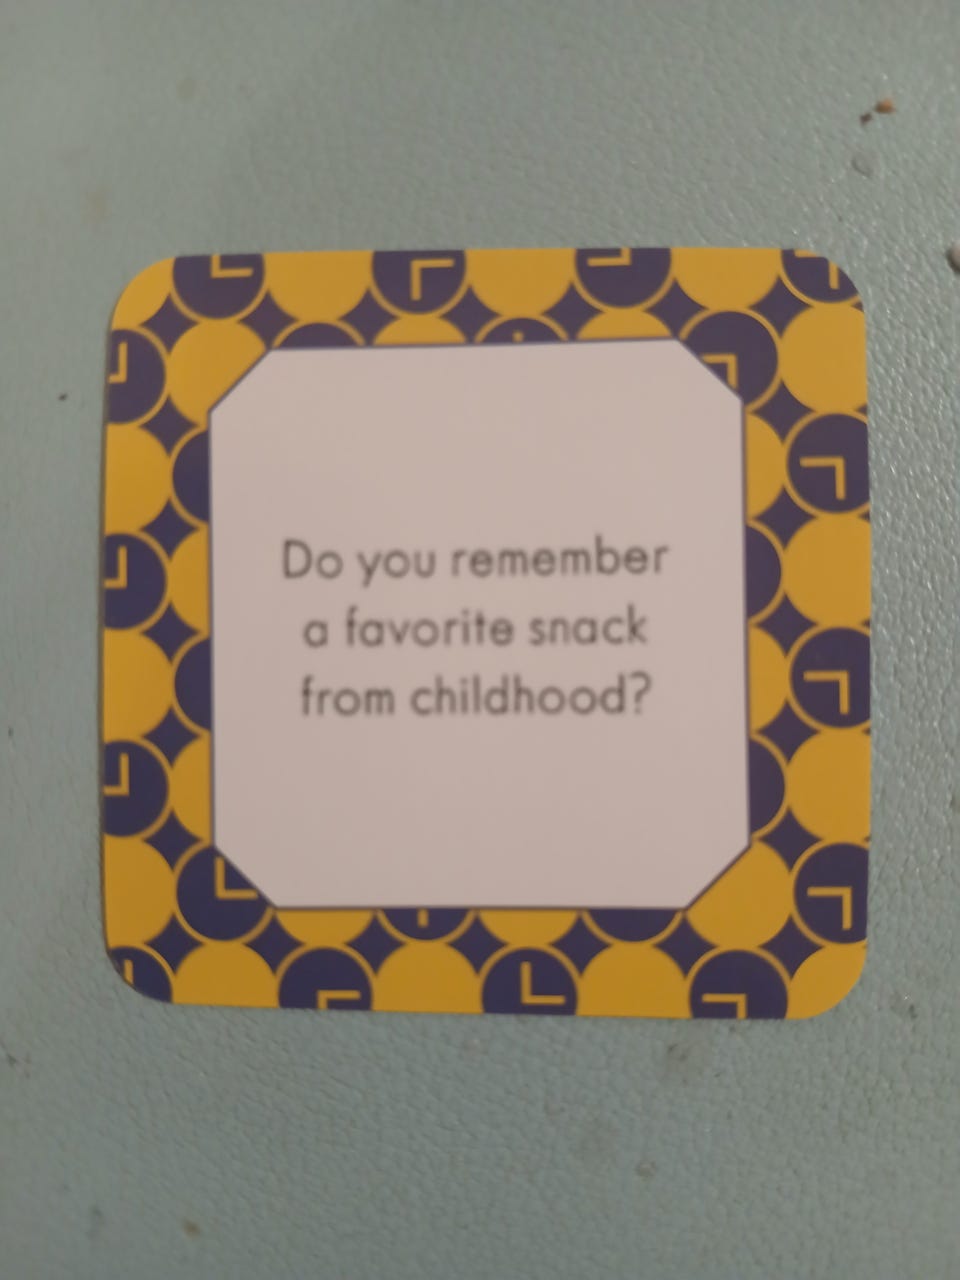 Do you remember
a favorite snack
from childhood?